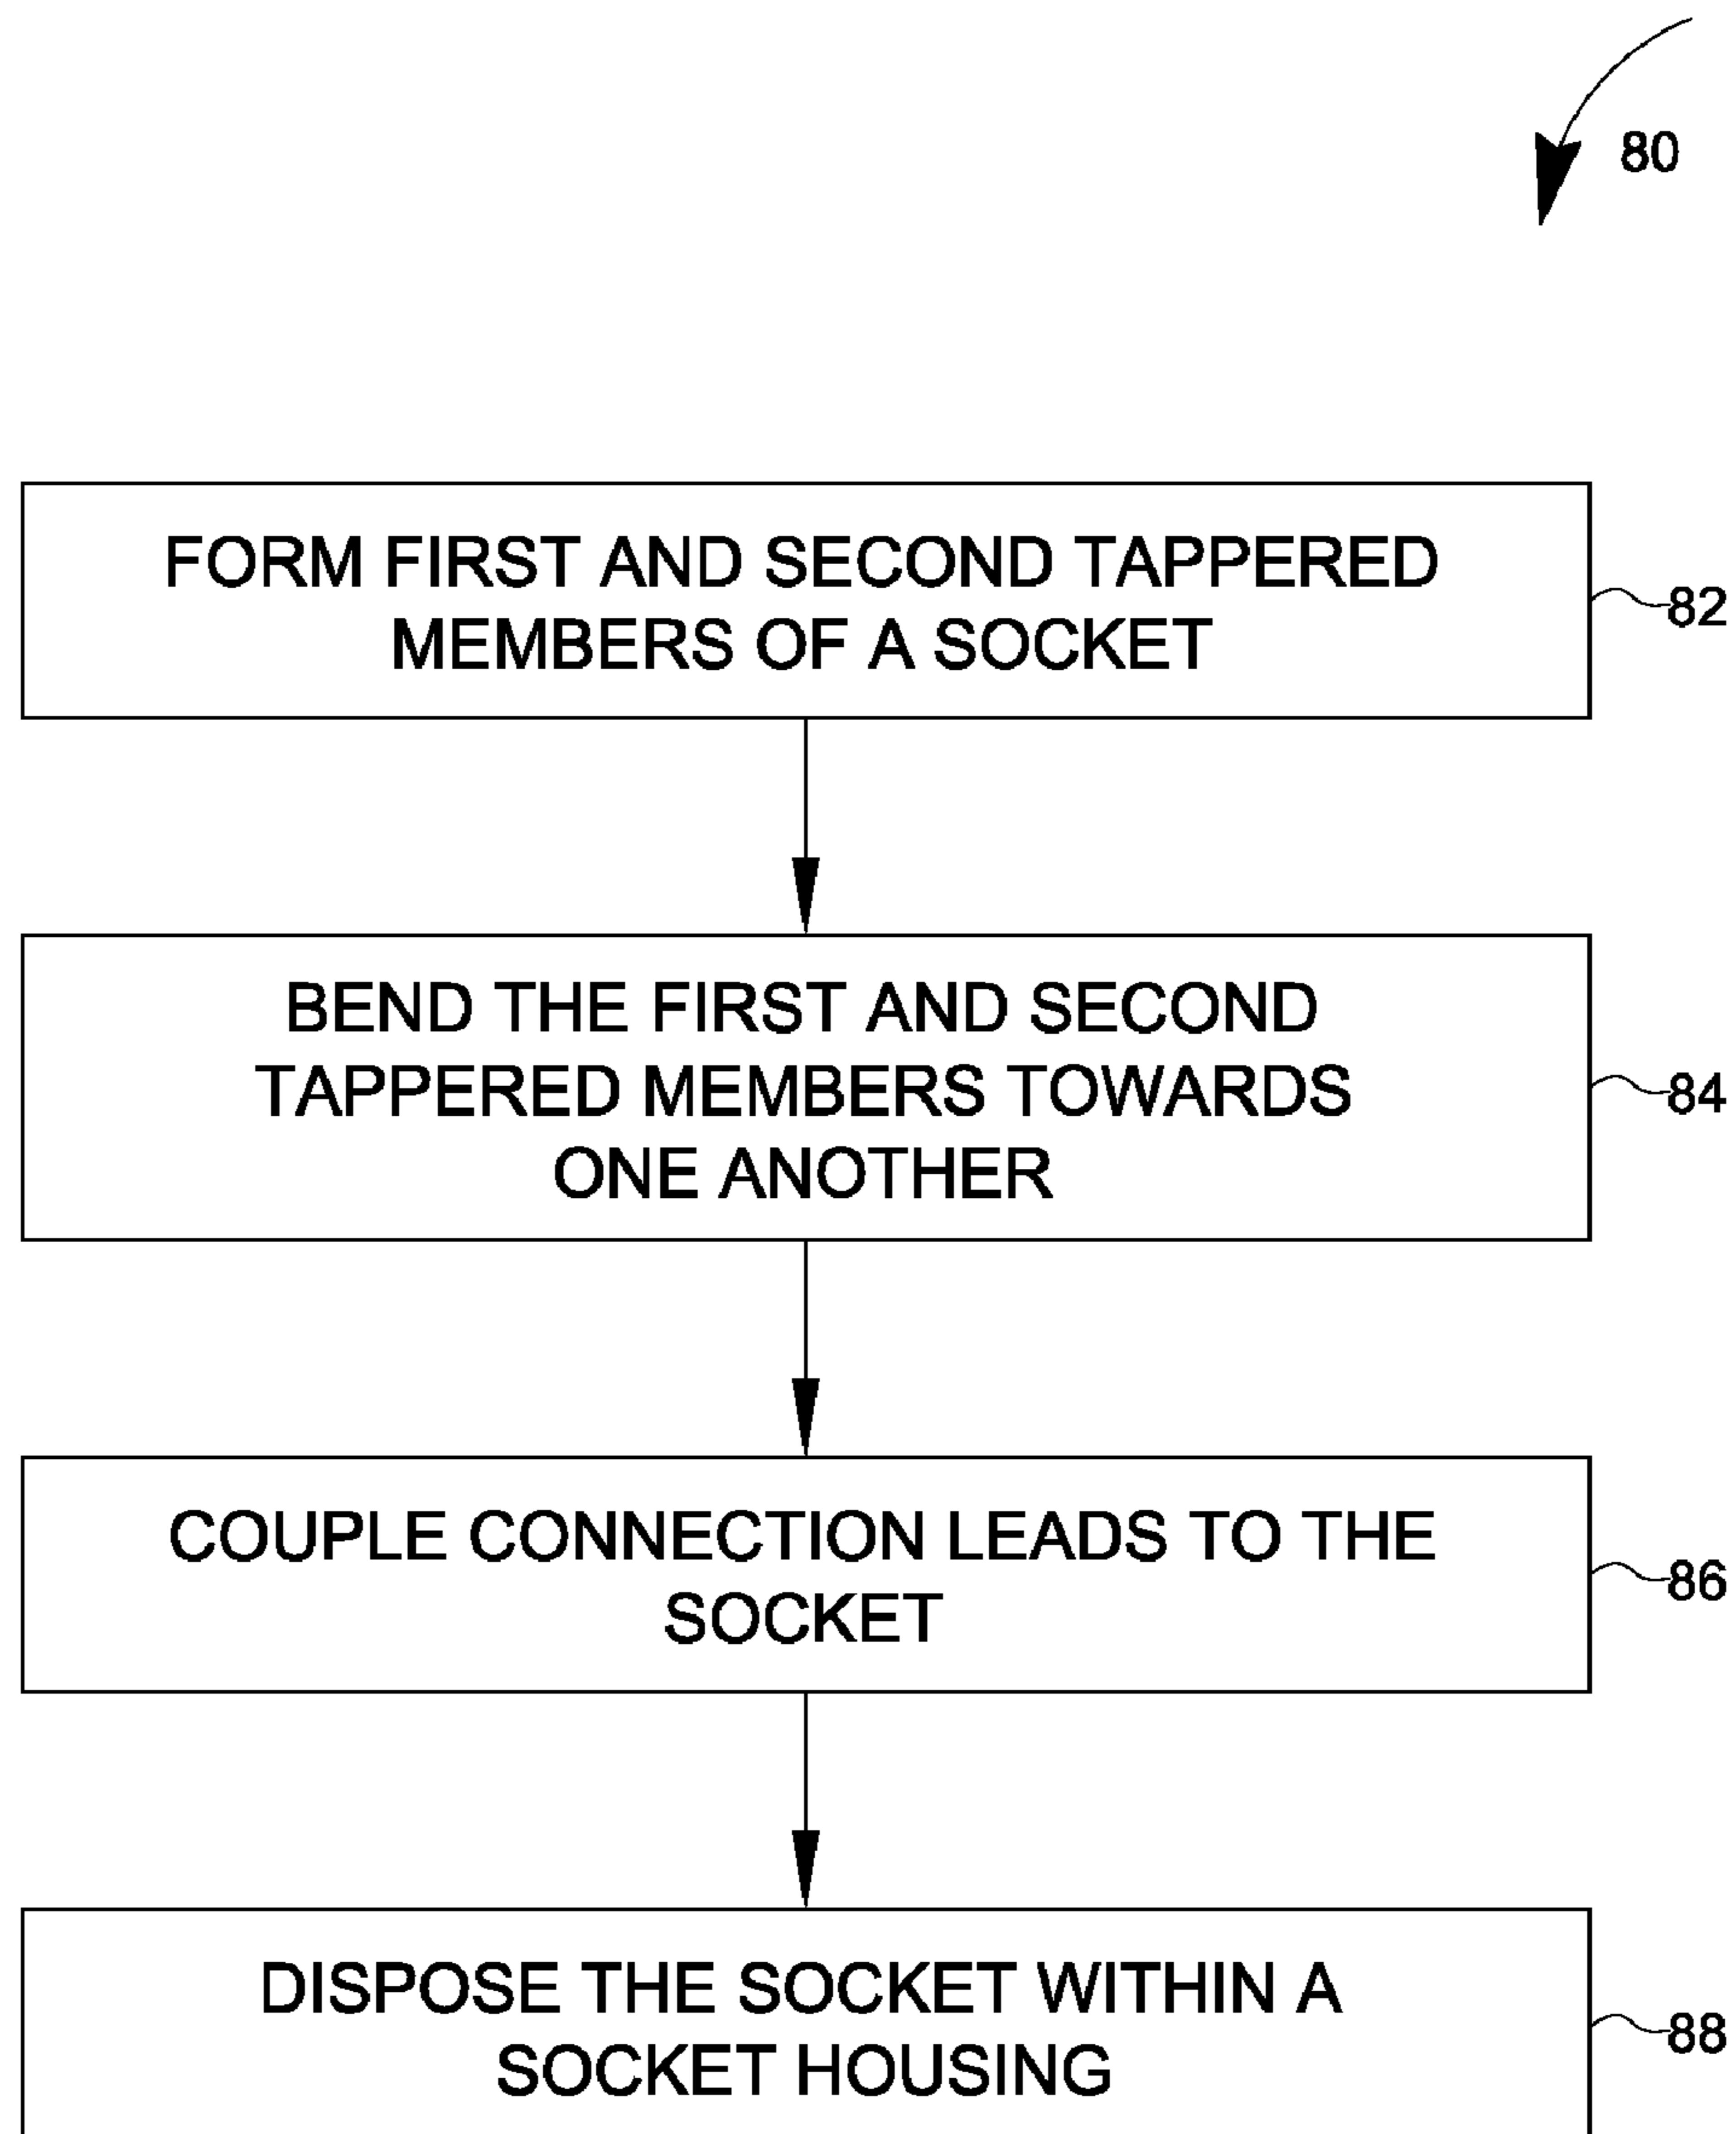 80
FORM FIRST AND SECOND TAPPERED
MEMBERS OF A SOCKET
82
BEND THE FIRST AND SECOND
TAPPERED MEMBERS TOWARDS
ONE ANOTHER
84
COUPLE CONNECTION LEADS TO THE
SOCKET
86
DISPOSE THE SOCKET WITHIN A
SOCKET HOUSING
88